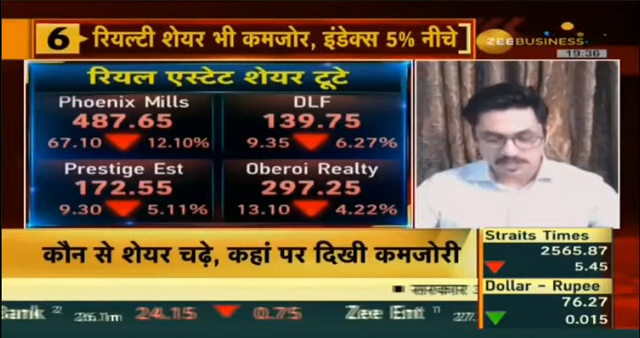 6 रियल्टी शेयर भी कमजोर, इंडेक्स 5% नीचे
ZEEBUSINESS
19:36
रियल एस्टेट शेयर टूटे
Phoenix Mills
487.65
67.10 12.10%
DLF
139.75
9.35 6.27%
Prestige Est
172.55
9.30 5.11%
Oberoi Realty
297.25
13.10 4.22%
कौन से शेयर चढ़े, कहां पर दिखी कमजोरी
Straits Times
2565.87
5.45
Dollar - Rupee
76.27
0.015
Bank 24.15 0.75 Zee Ent